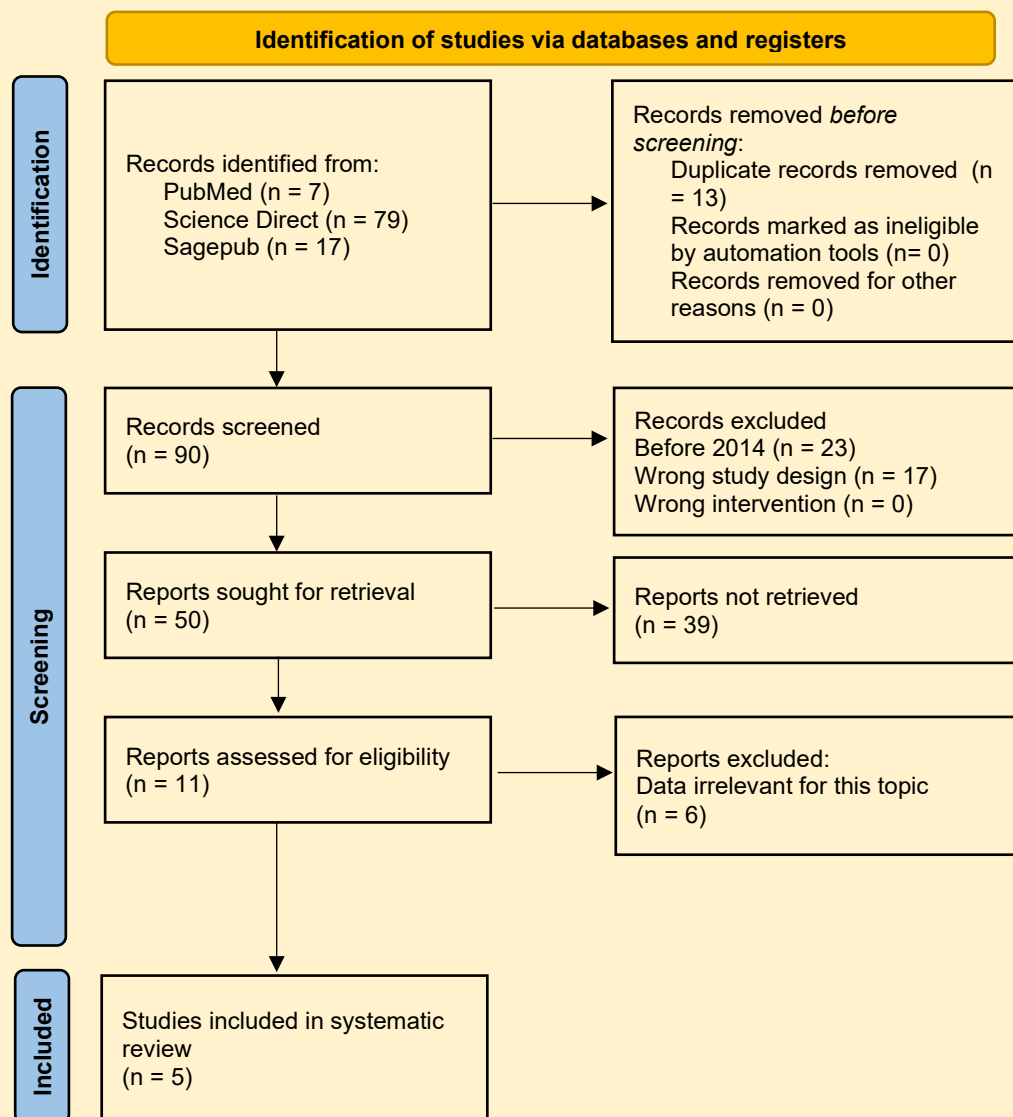 Identification of studies via databases and registers
Identification
Records identified from:
PubMed (n = 7)
Science Direct (n = 79)
Sagepub (n = 17)
Records removed before
screening:
Duplicate records removed (n
= 13)
Records marked as ineligible
by automation tools (n= 0)
Records removed for other
reasons (n = 0)
Screening
Records screened
(n = 90)
Records excluded
Before 2014 (n = 23)
Wrong study design (n = 17)
Wrong intervention (n = 0)
Reports sought for retrieval
(n = 50)
Reports not retrieved
(n = 39)
Reports assessed for eligibility
(n = 11)
Reports excluded:
Data irrelevant for this topic
(n = 6)
Included
Studies included in systematic
review
(n = 5)